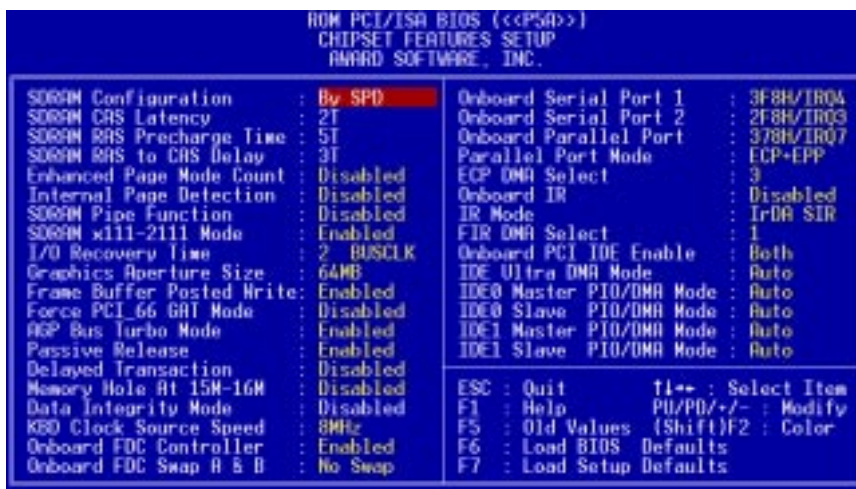 ROM PCI/ISA BIOS (<<P5A>>)
CHIPSET FEATURES SETUP
AWARD SOFTWARE, INC.
SDRAM Configuration : By SPD
SDRAM CAS Latency : 2T
SDRAM RAS Precharge Time : 5T
SDRAM RAS to CAS Delay : 3T
Enhanced Page Mode Count : Disabled
Internal Page Detection : Disabled
SDRAM Pipe Function : Disabled
SDRAM x111-2111 Mode : Enabled
I/O Recovery Time : 2 BUSCLK
Graphics Aperture Size : 64MB
Frame Buffer Posted Write: Enabled
Force PCI_66 GAT Mode : Disabled
AGP Bus Turbo Mode : Enabled
Passive Release : Enabled
Delayed Transaction : Disabled
Memory Hole At 15M-16M : Disabled
Data Integrity Mode : Disabled
KBD Clock Source Speed : 8MHz
Onboard FDC Controller : Enabled
Onboard FDC Swap A & B : No Swap
Onboard Serial Port 1 : 3F8H/IRQ4
Onboard Serial Port 2 : 2F8H/IRQ3
Onboard Parallel Port : 378H/IRQ7
Parallel Port Mode : ECP+EPP
ECP DMA Select : 3
Onboard IR : Disabled
IR Mode : IrDA SIR
FIR DMA Select : 1
Onboard PCI IDE Enable : Both
IDE Ultra DMA Mode : Auto
IDE0 Master PIO/DMA Mode : Auto
IDE0 Slave PIO/DMA Mode : Auto
IDE1 Master PIO/DMA Mode : Auto
IDE1 Slave PIO/DMA Mode : Auto
ESC : Quit ↑↓→← : Select Item
F1 : Help PU/PD/+/- : Modify
F5 : Old Values (Shift)F2 : Color
F6 : Load BIOS Defaults
F7 : Load Setup Defaults